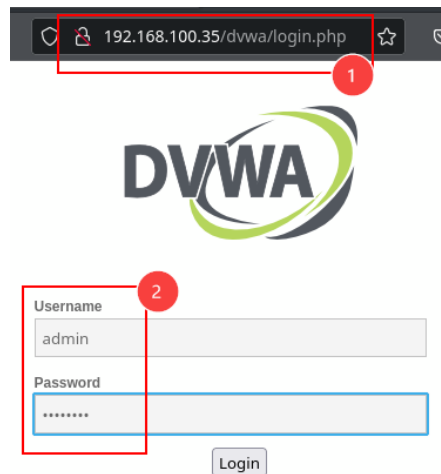 192.168.100.35/dvwa/login.php
1
DVWA
2
Username
admin
Password
••••••••
Login